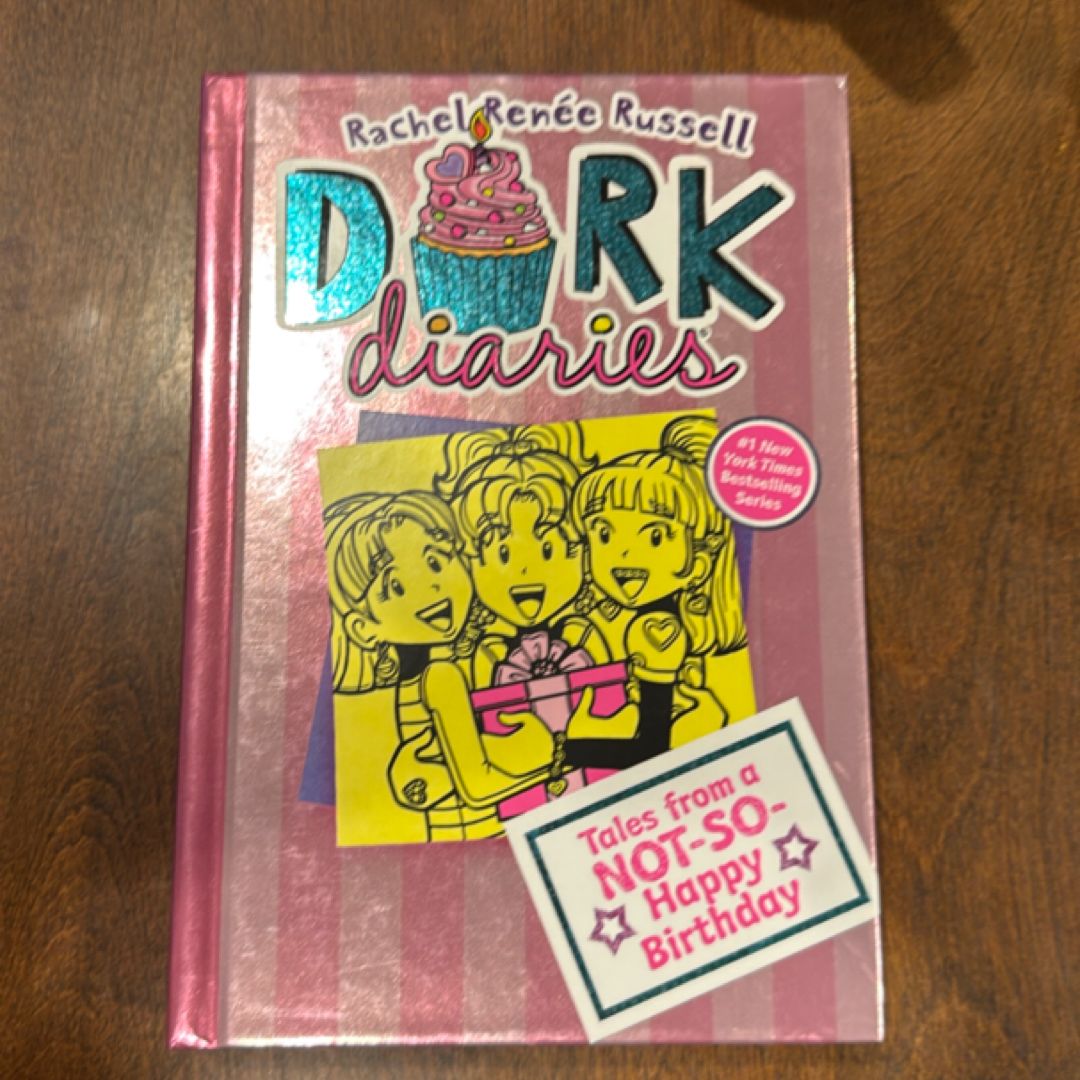 Rachel Renée Russell
DORK
diaries®
#1 New
York Times
Bestselling
Series
Tales from a
NOT-SO-
Happy
Birthday